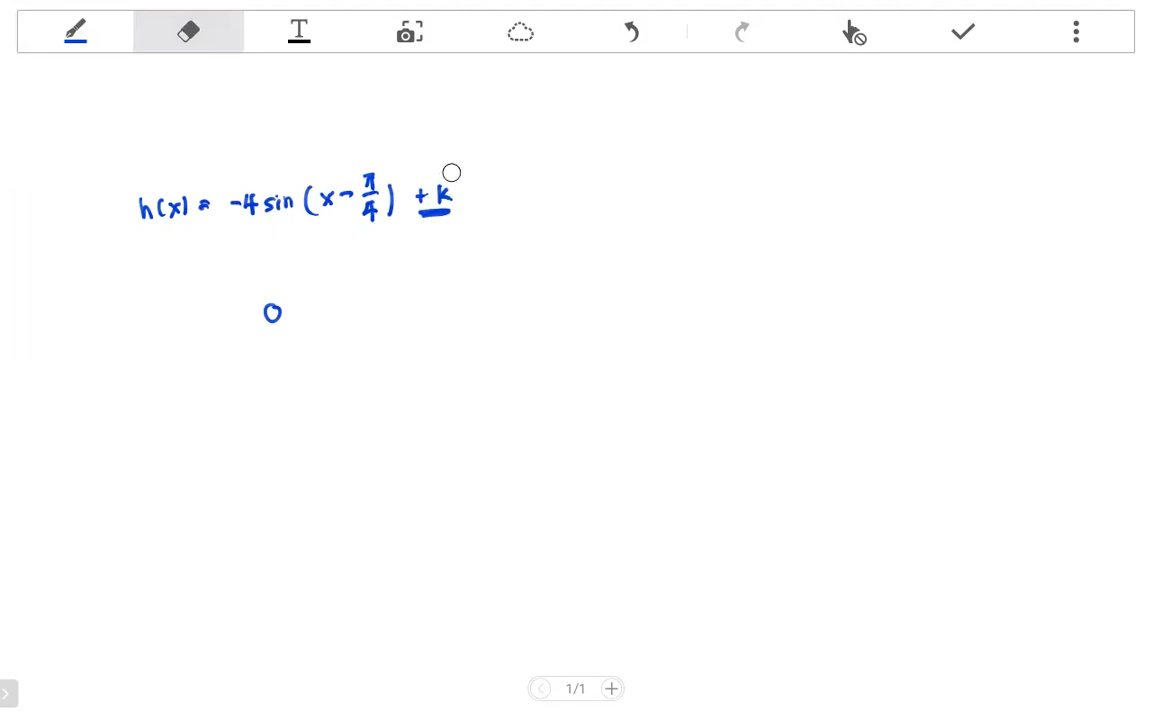 T
h(x) = -4 sin (x - π/4) + k
0
1/1